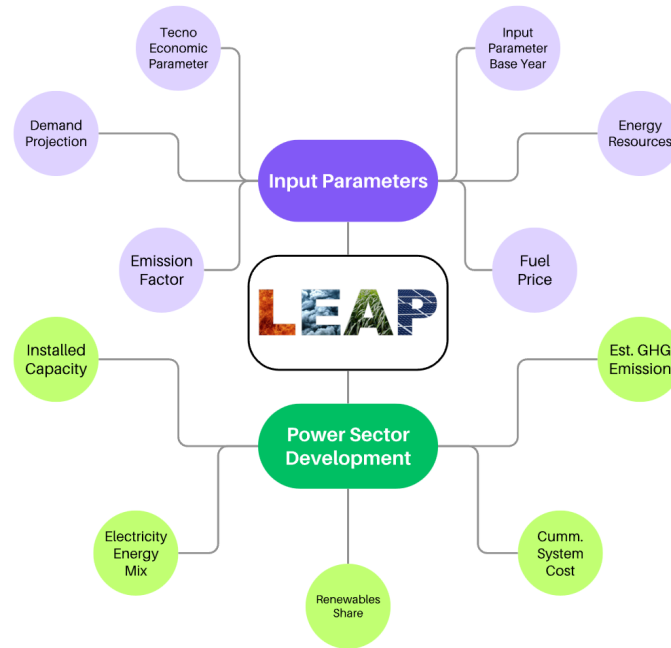 Tecno
Economic
Parameter
Input
Parameter
Base Year
Demand
Projection
Energy
Resources
Input Parameters
Emission
Factor
Fuel
Price
LEAP
Installed
Capacity
Est. GHG
Emission
Power Sector
Development
Electricity
Energy
Mix
Cumm.
System
Cost
Renewables
Share